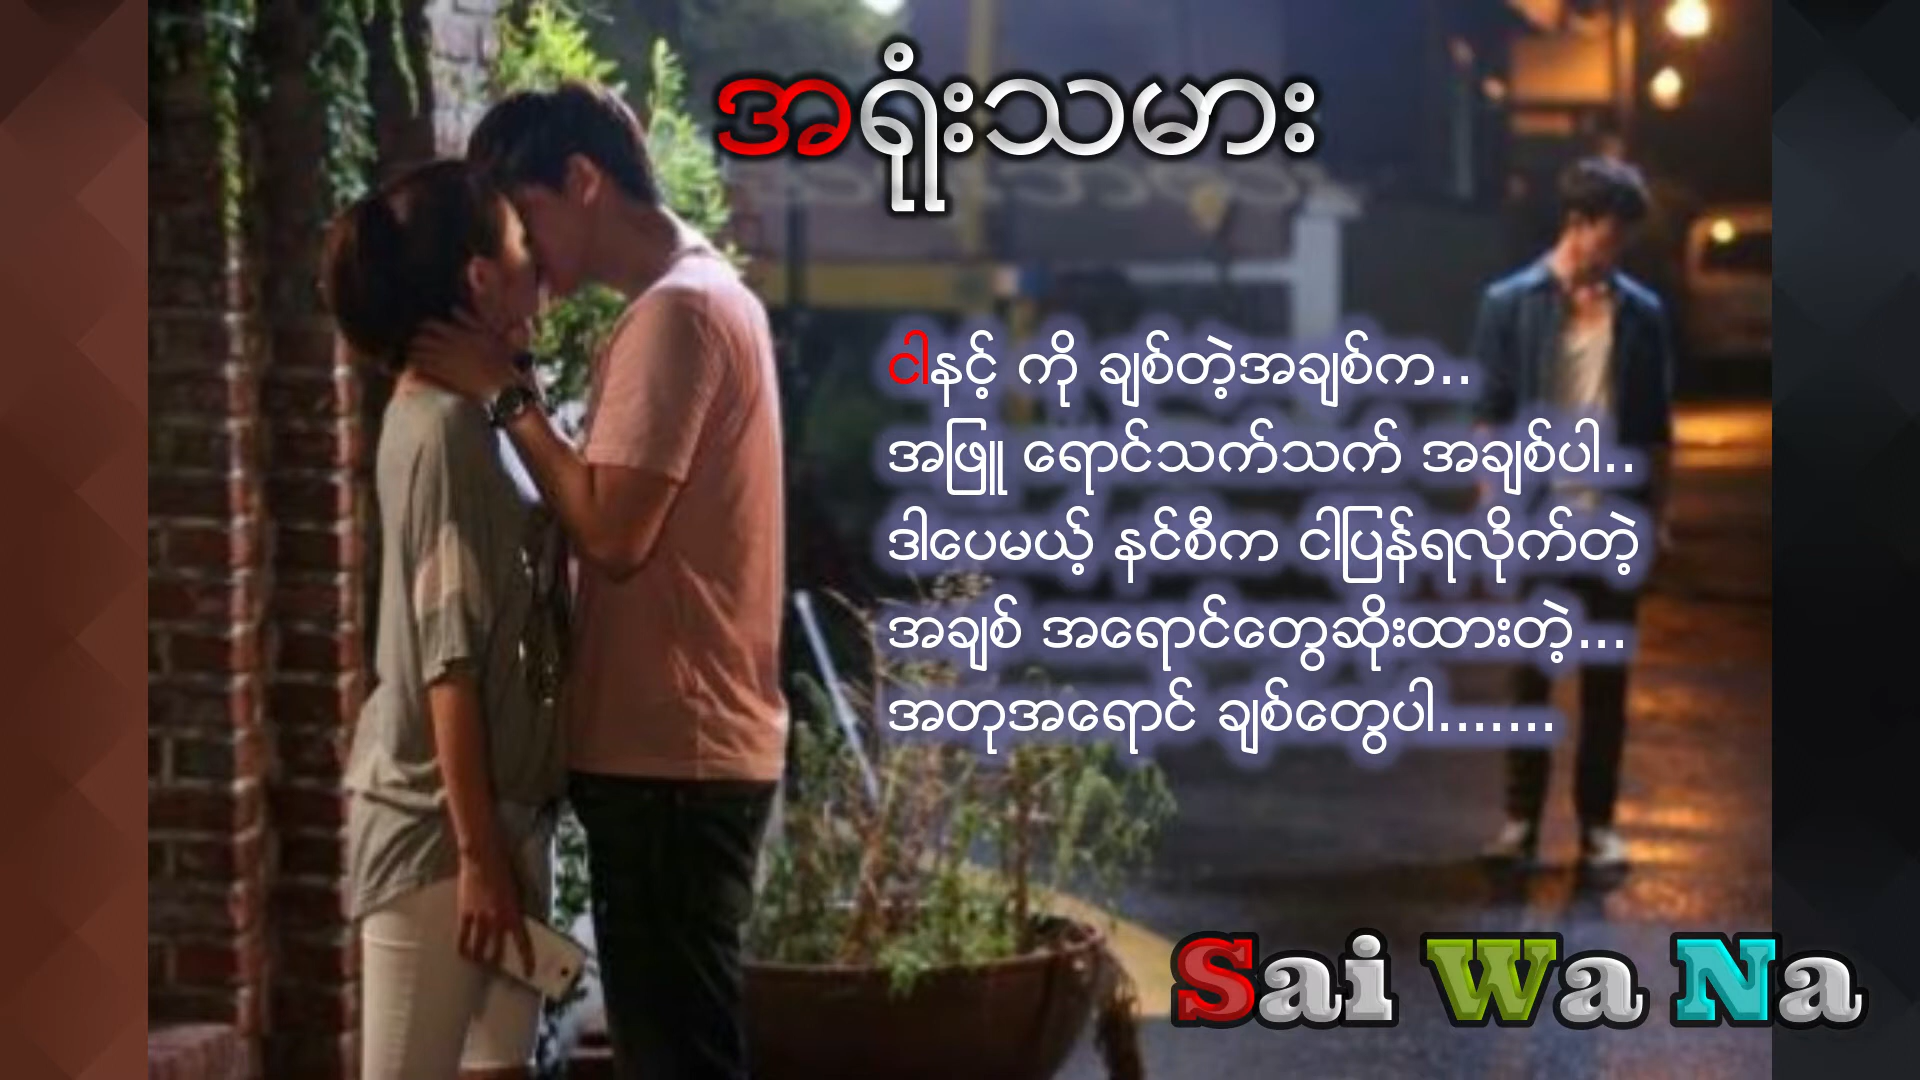 အရှုံးသမား
ငါနင့် ကို ချစ်တဲ့အချစ်က..
အဖြူ ရောင်သက်သက် အချစ်ပါ..
ဒါပေမယ့် နင်စီက ငါပြန်ရလိုက်တဲ့
အချစ် အရောင်တွေဆိုးထားတဲ့...
အတုအရောင် ချစ်တွေပါ.......
Sai Wa Na